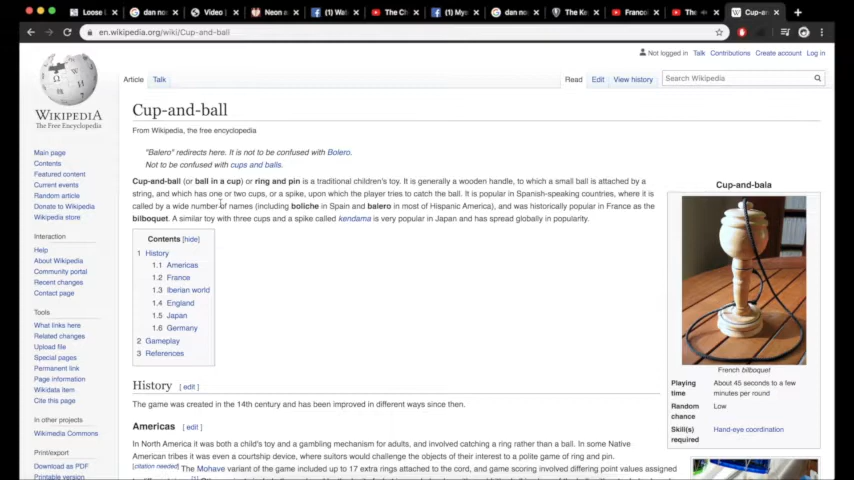 Loose
dan no
Video
Neon a
Wat
The Ch
Mys
dan no
The Ke
Francoi
The
Cup-a
en.wikipedia.org/wiki/Cup-and-ball
Not logged in Talk Contributions Create account Log in
Article Talk Read Edit View history Search Wikipedia
WIKIPEDIA
The Free Encyclopedia
Main page
Contents
Featured content
Current events
Random article
Donate to Wikipedia
Wikipedia store
Interaction
Help
About Wikipedia
Community portal
Recent changes
Contact page
Tools
What links here
Related changes
Upload file
Special pages
Permanent link
Page information
Wikidata item
Cite this page
In other projects
Wikimedia Commons
Print/export
Download as PDF
Printable version
Cup-and-ball
From Wikipedia, the free encyclopedia
"Balero" redirects here. It is not to be confused with Bolero.
Not to be confused with cups and balls.
Cup-and-ball (or ball in a cup) or ring and pin is a traditional children's toy. It is generally a wooden handle, to which a small ball is attached by a
string, and which has one or two cups, or a spike, upon which the player tries to catch the ball. It is popular in Spanish-speaking countries, where it is
called by a wide number of names (including boliche in Spain and balero in most of Hispanic America), and was historically popular in France as the
bilboquet. A similar toy with three cups and a spike called kendama is very popular in Japan and has spread globally in popularity.
Contents [hide]
1 History
1.1 Americas
1.2 France
1.3 Iberian world
1.4 England
1.5 Japan
1.6 Germany
2 Gameplay
3 References
History [ edit ]
The game was created in the 14th century and has been improved in different ways since then.
Americas [ edit ]
In North America it was both a child's toy and a gambling mechanism for adults, and involved catching a ring rather than a ball. In some Native
American tribes it was even a courtship device, where suitors would challenge the objects of their interest to a polite game of ring and pin.
[citation needed] The Mohave variant of the game included up to 17 extra rings attached to the cord, and game scoring involved differing point values assigned
Cup-and-bala
French bilboquet
Playing time About 45 seconds to a few minutes per round
Random chance Low
Skill(s) required Hand-eye coordination